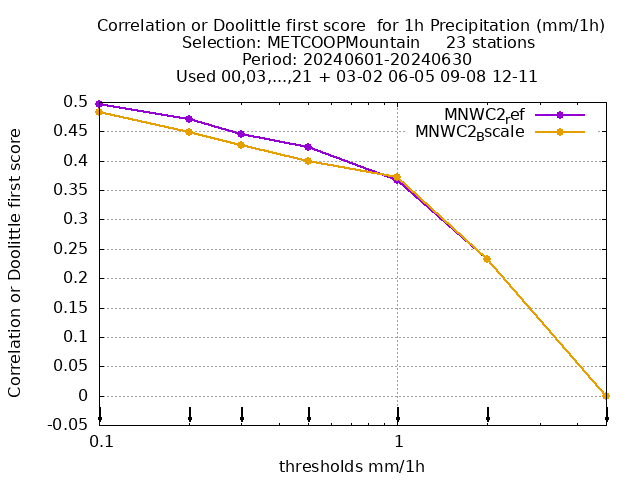 Correlation or Doolittle first score  for 1h Precipitation (mm/1h)
Selection: METCOOPMountain     23 stations
Period: 20240601-20240630
Used 00,03,...,21 + 03-02 06-05 09-08 12-11
MNWC2_ref
MNWC2_Bscale
Correlation or Doolittle first score
0.5
0.45
0.4
0.35
0.3
0.25
0.2
0.15
0.1
0.05
0
-0.05
0.1 1
thresholds mm/1h